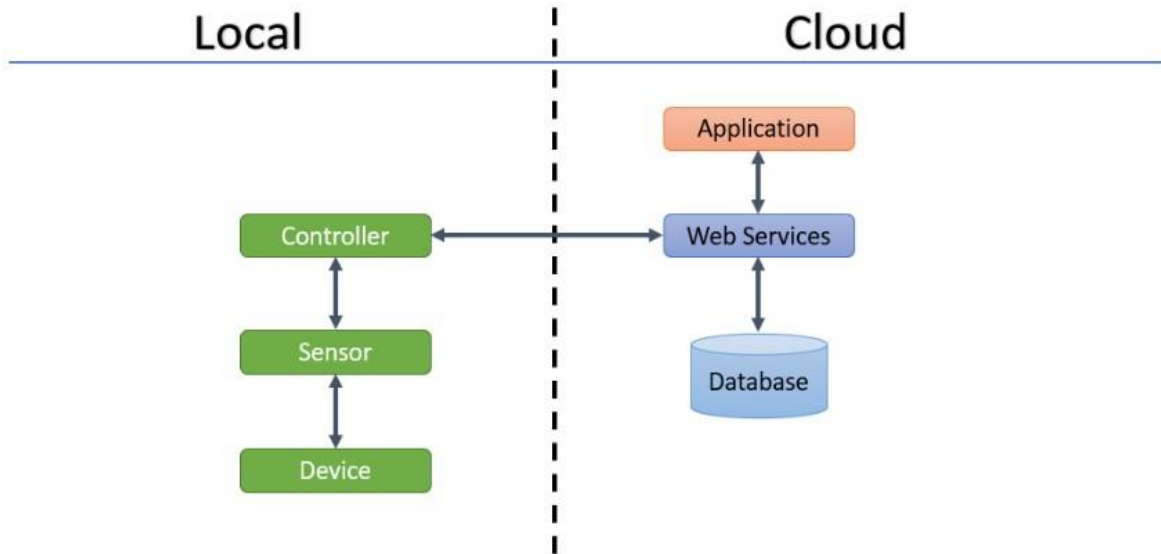 Local
Cloud
Application
Controller
Web Services
Sensor
Database
Device